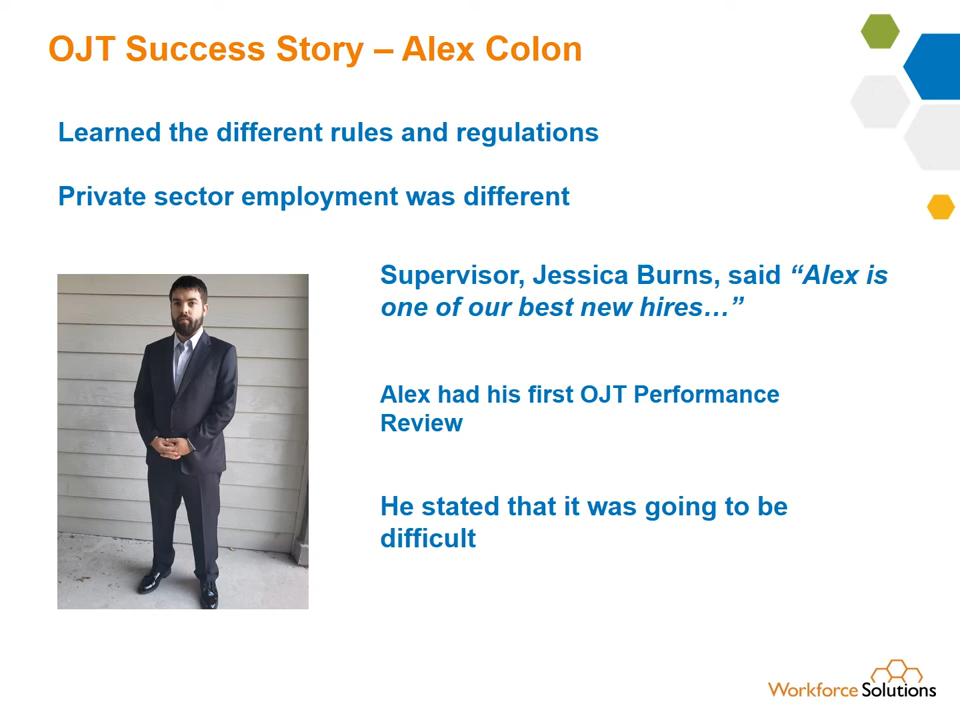 OJT Success Story – Alex Colon
Learned the different rules and regulations
Private sector employment was different
Supervisor, Jessica Burns, said “Alex is
one of our best new hires…”
Alex had his first OJT Performance
Review
He stated that it was going to be
difficult
Workforce Solutions